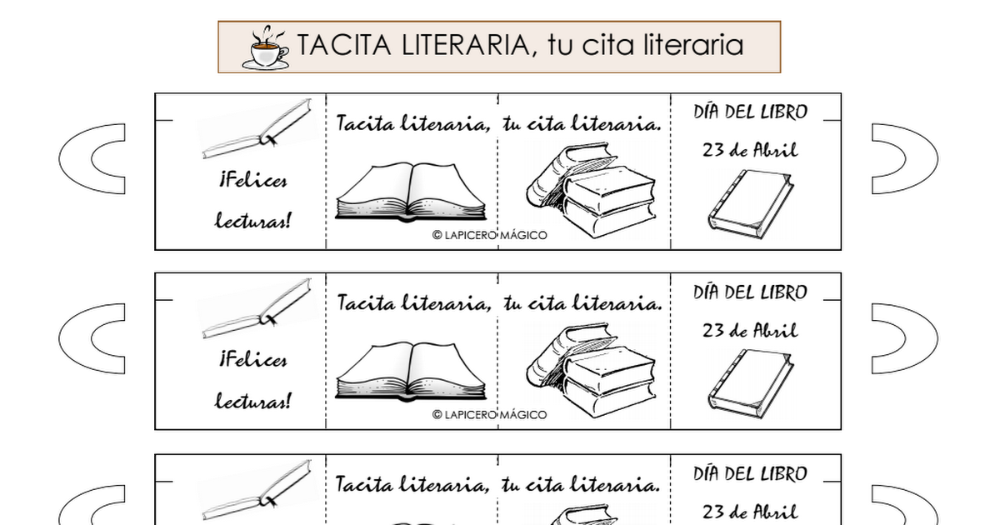 TACITA LITERARIA, tu cita literaria
¡Felices
lecturas!
Tacita literaria, tu cita literaria.
© LAPICERO MÁGICO
DÍA DEL LIBRO
23 de Abril
¡Felices
lecturas!
Tacita literaria, tu cita literaria.
© LAPICERO MÁGICO
DÍA DEL LIBRO
23 de Abril
Tacita literaria, tu cita literaria.
DÍA DEL LIBRO
23 de Abril